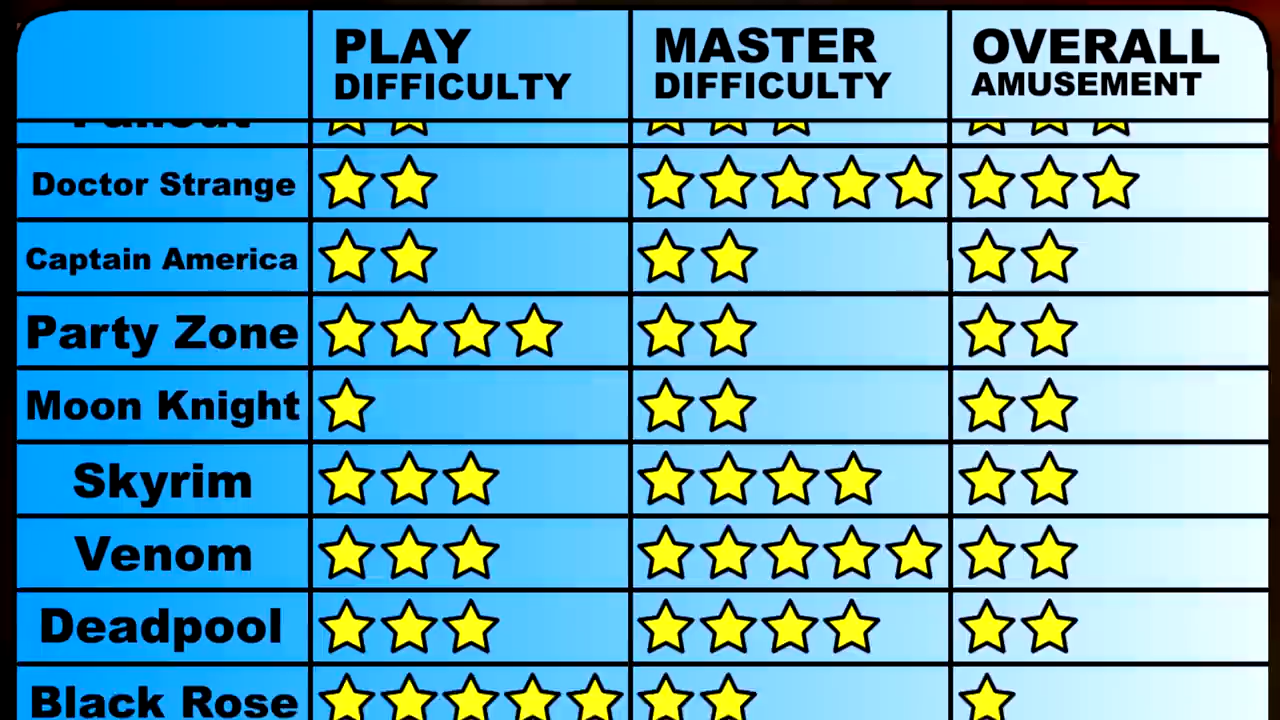 PLAY
DIFFICULTY
MASTER
DIFFICULTY
OVERALL
AMUSEMENT
Doctor Strange
Captain America
Party Zone
Moon Knight
Skyrim
Venom
Deadpool
Black Rose